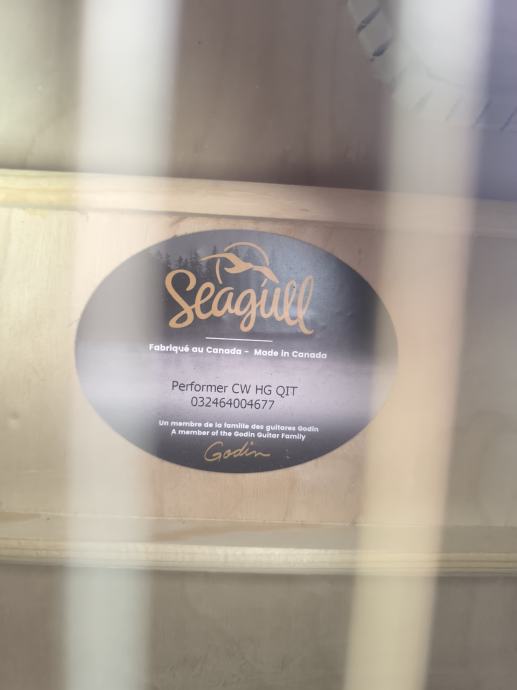 Seagull
Fabriqué au Canada - Made in Canada
Performer CW HG QIT
032464004677
Un membre de la famille des guitares Godin
A member of the Godin Guitar Family
Godin